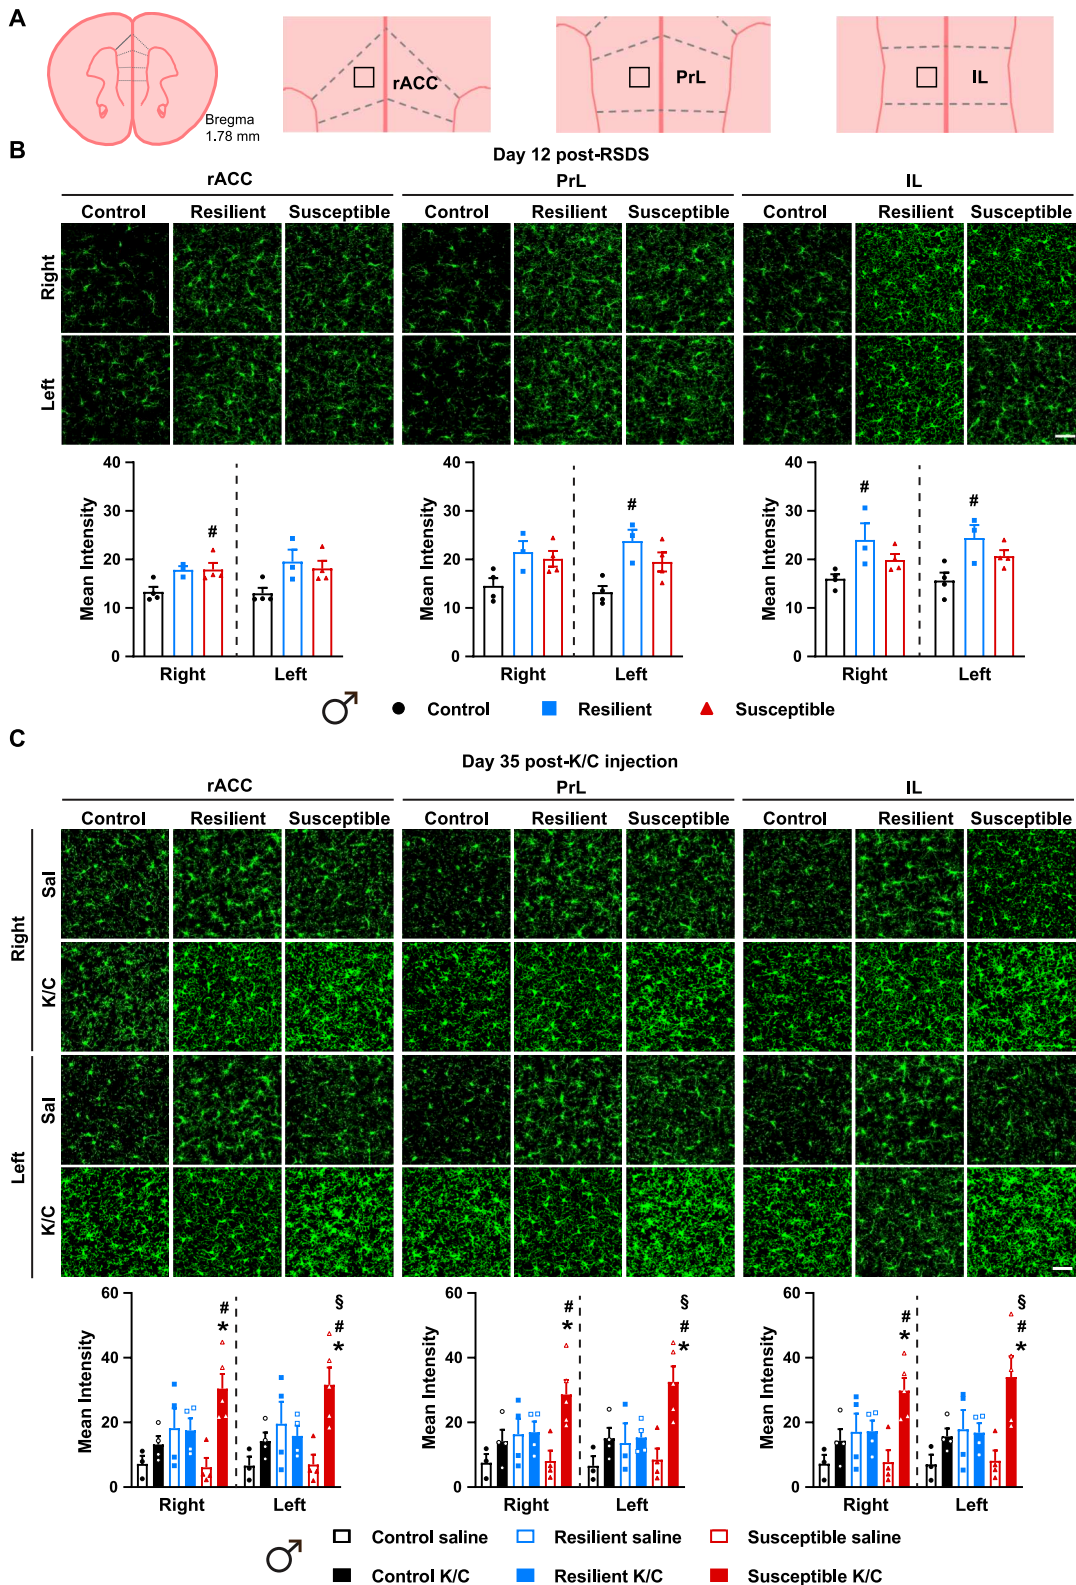 A
Bregma
1.78 mm
rACC
PrL
IL
B
Day 12 post-RSDS
rACC PrL IL
Control Resilient Susceptible Control Resilient Susceptible Control Resilient Susceptible
Right
Left
Mean Intensity
40
30
20
10
0
#
Right Left
Mean Intensity
40
30
20
10
0
#
Right Left
Mean Intensity
40
30
20
10
0
# #
Right Left
♂ Control Resilient Susceptible
C
Day 35 post-K/C injection
rACC PrL IL
Control Resilient Susceptible Control Resilient Susceptible Control Resilient Susceptible
Right
Sal
K/C
Left
Sal
K/C
Mean Intensity
60
40
20
0
#
*
§
#
*
Right Left
Mean Intensity
60
40
20
0
#
*
§
#
*
Right Left
Mean Intensity
60
40
20
0
#
*
§
#
*
Right Left
♂ Control saline Resilient saline Susceptible saline
Control K/C Resilient K/C Susceptible K/C